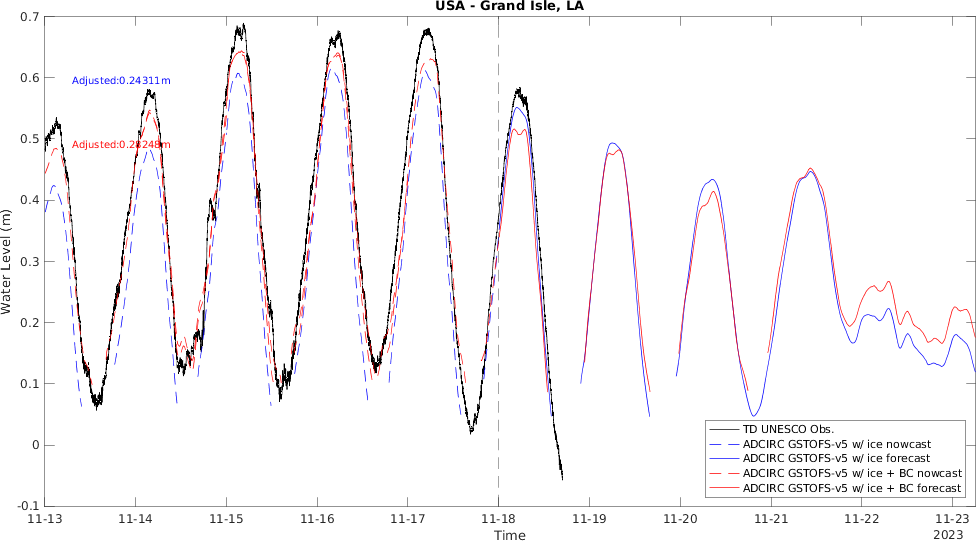 USA - Grand Isle, LA
0.7
0.6
0.5
0.4
0.3
0.2
0.1
0
-0.1
Water Level (m)
Adjusted:0.24311m
Adjusted:0.28248m
TD UNESCO Obs.
ADCIRC GSTOFS-v5 w/ ice nowcast
ADCIRC GSTOFS-v5 w/ ice forecast
ADCIRC GSTOFS-v5 w/ ice + BC nowcast
ADCIRC GSTOFS-v5 w/ ice + BC forecast
11-13 11-14 11-15 11-16 11-17 11-18 11-19 11-20 11-21 11-22 11-23
Time
2023